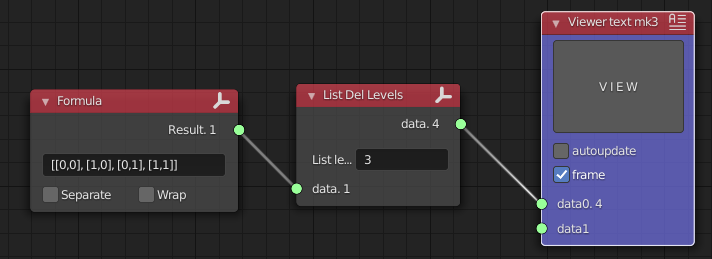 Formula
Result. 1
[[0,0], [1,0], [0,1], [1,1]]
Separate Wrap
List Del Levels
data. 4
List le... 3
data. 1
Viewer text mk3
VIEW
autoupdate
frame
data0. 4
data1